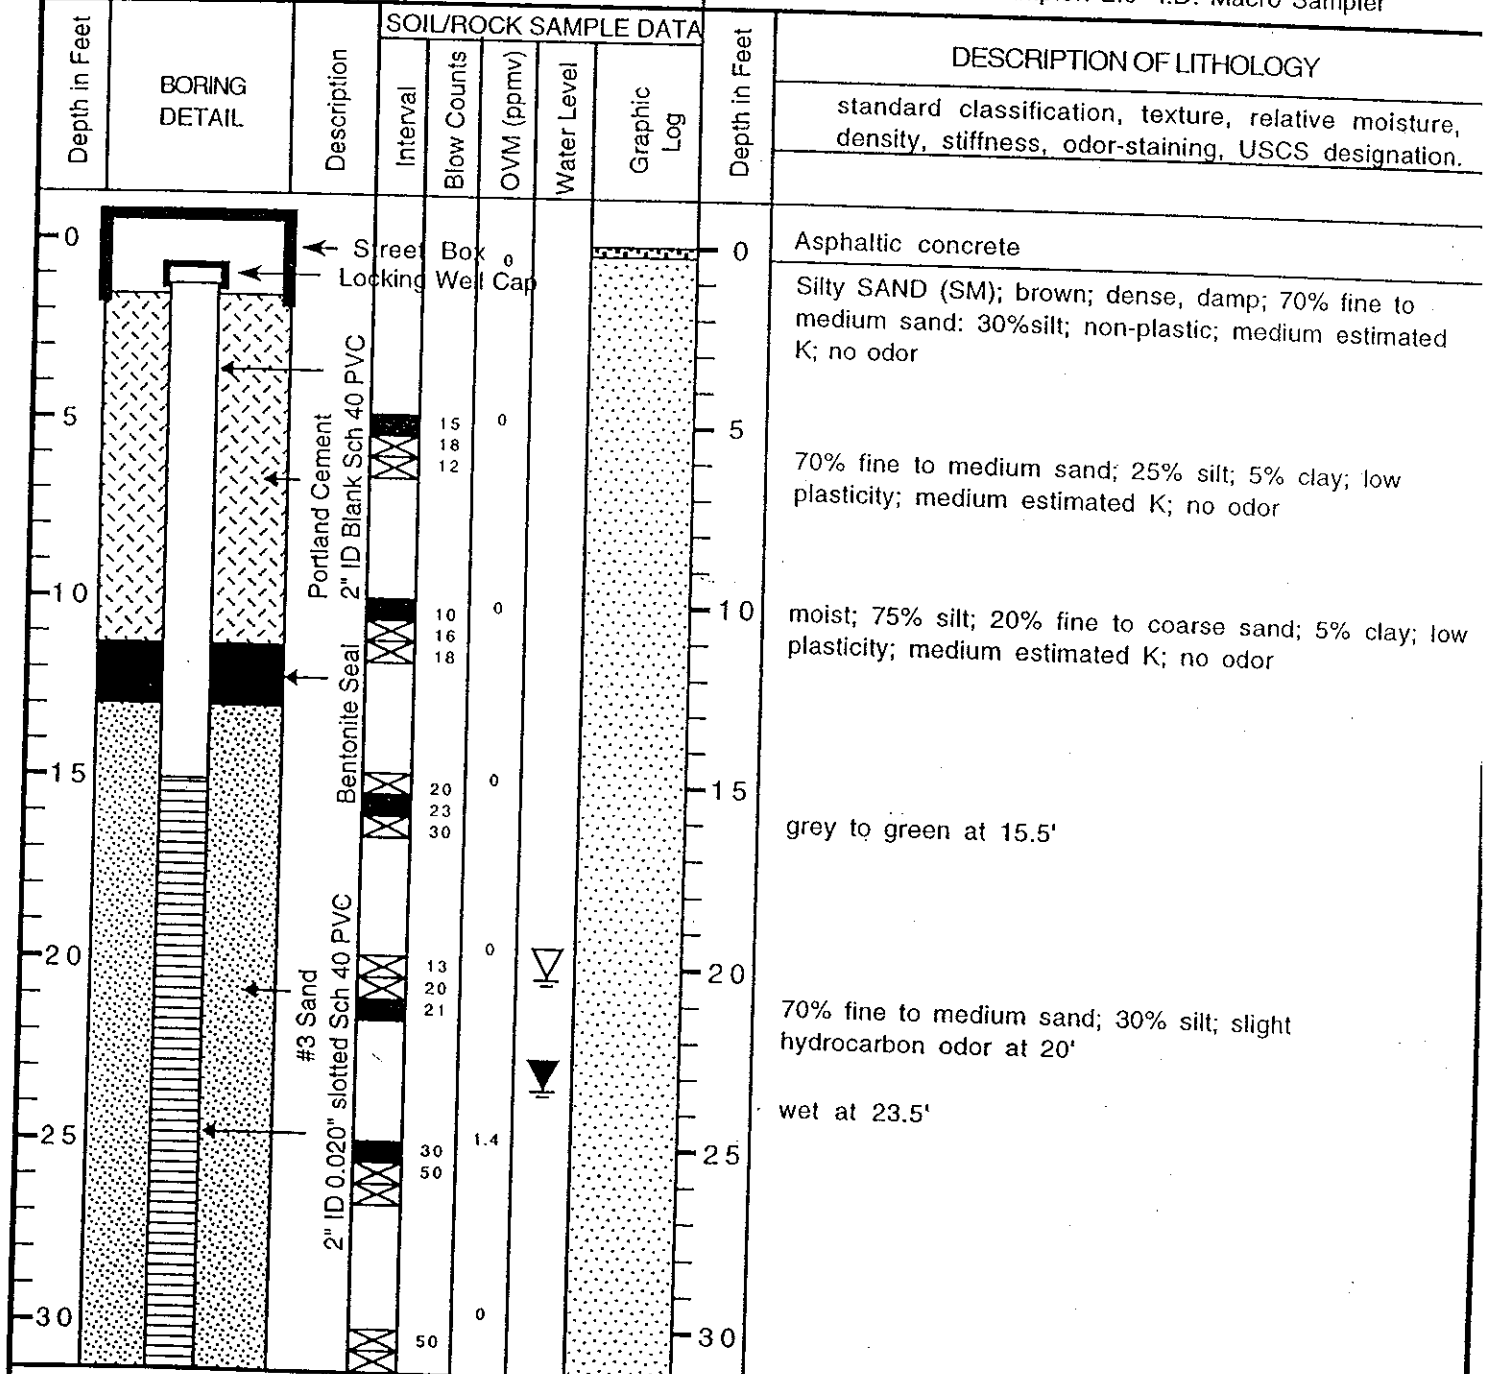 I.D. Macro Sampler
SOIL/ROCK SAMPLE DATA
Depth in Feet
BORING
DETAIL
Description
Interval
Blow Counts
OVM (ppmv)
Water Level
Graphic
Log
Depth in Feet
DESCRIPTION OF LITHOLOGY
standard classification, texture, relative moisture,
density, stiffness, odor-staining, USCS designation.
0
Street Box
0
0
Asphaltic concrete
Locking Well Cap
Silty SAND (SM); brown; dense, damp; 70% fine to
medium sand: 30%silt; non-plastic; medium estimated
K; no odor
Portland Cement
2" ID Blank Sch 40 PVC
5
15
0
5
18
12
70% fine to medium sand; 25% silt; 5% clay; low
plasticity; medium estimated K; no odor
10
10
0
10
16
18
moist; 75% silt; 20% fine to coarse sand; 5% clay; low
plasticity; medium estimated K; no odor
Bentonite Seal
15
20
0
15
23
30
grey to green at 15.5'
#3 Sand
2" ID 0.020" slotted Sch 40 PVC
20
13
0
20
20
21
70% fine to medium sand; 30% silt; slight
hydrocarbon odor at 20'
wet at 23.5'
25
30
1.4
25
50
30
50
0
30